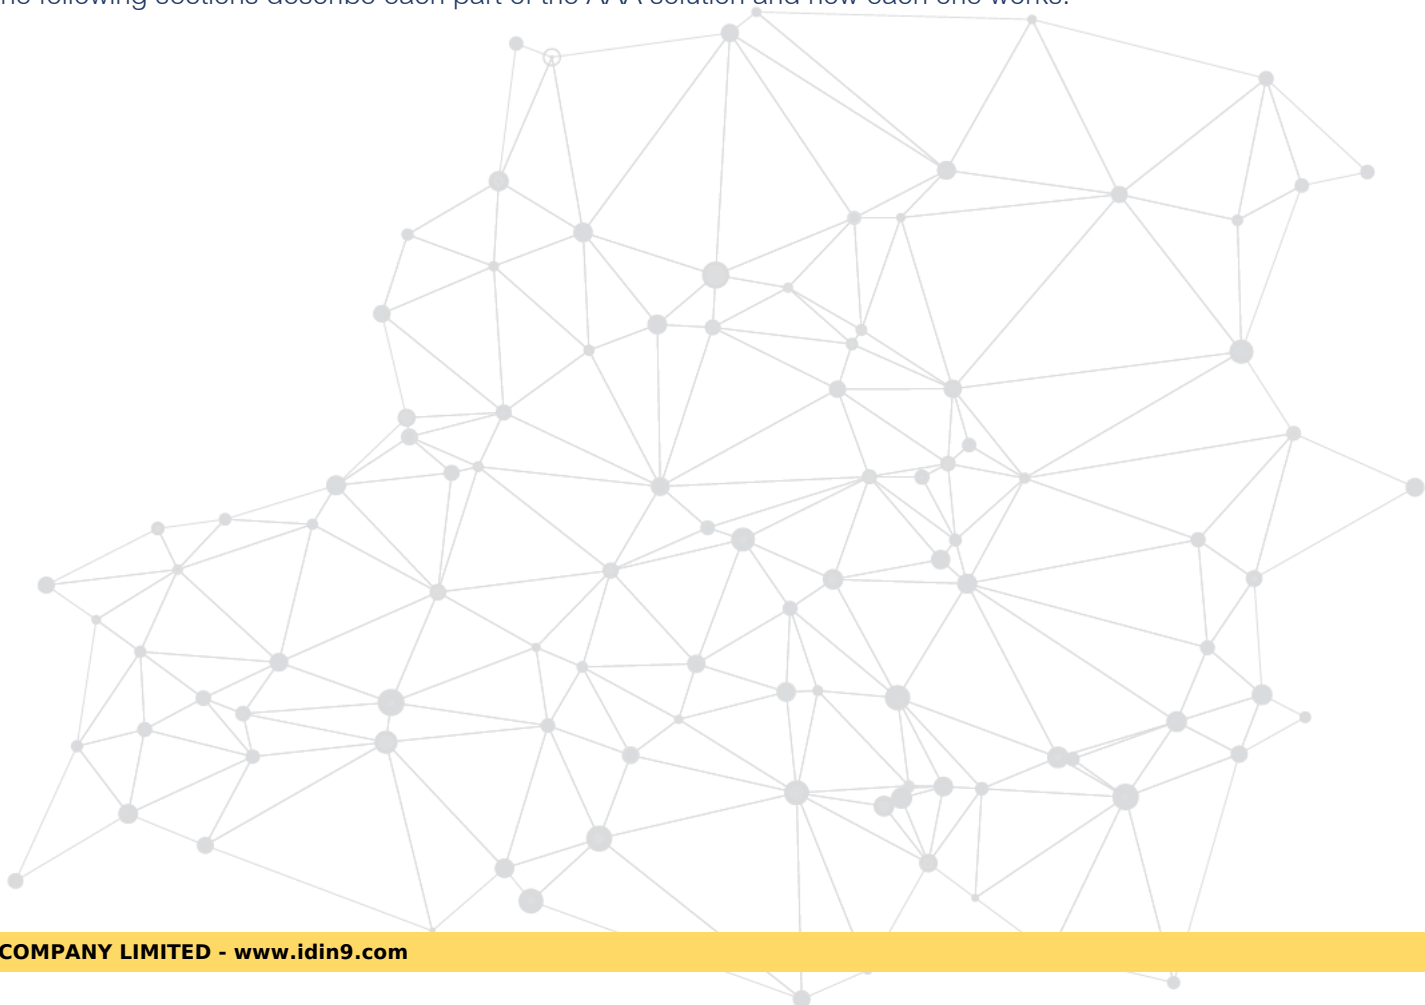 following sections describe each part of the AAA solution and how each one works.
COMPANY LIMITED - www.idin9.com